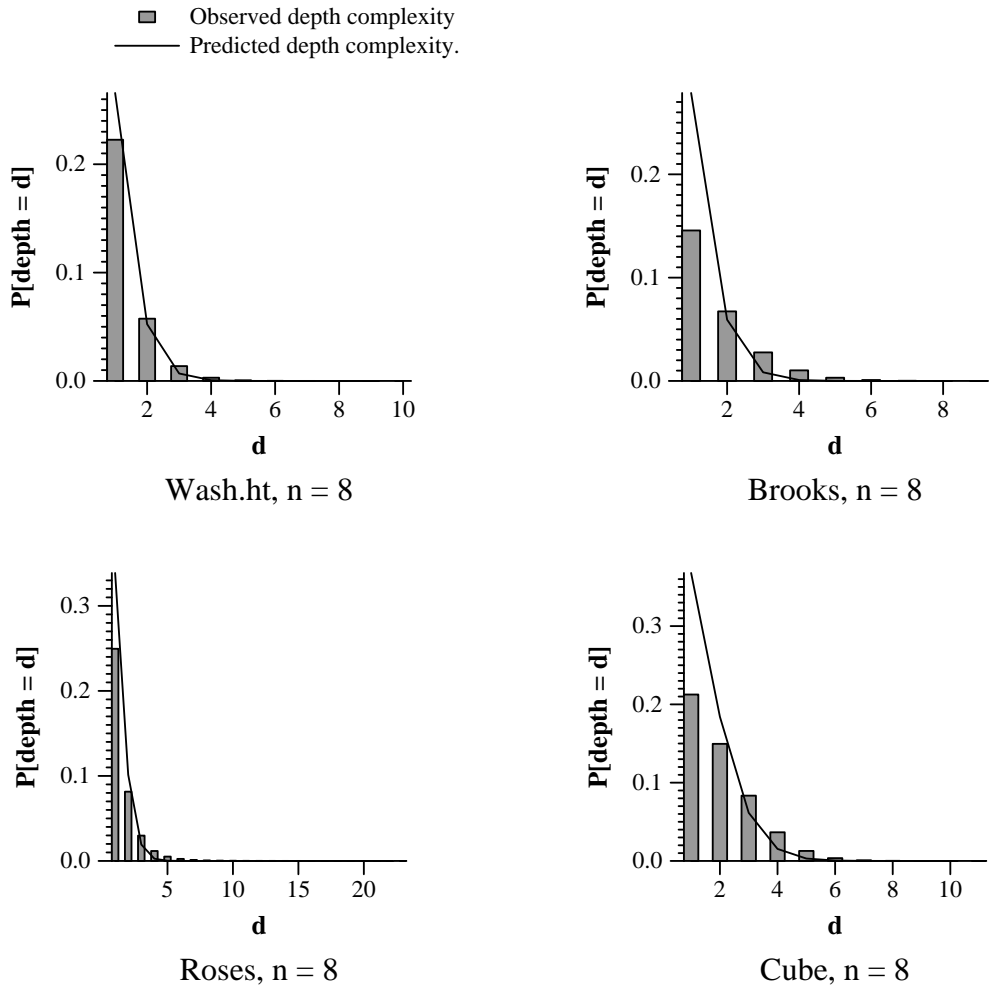 Observed depth complexity
Predicted depth complexity.
P[depth = d]
0.2
0.1
0.0
2 4 6 8 10
d
Wash.ht, n = 8
P[depth = d]
0.2
0.1
0.0
2 4 6 8
d
Brooks, n = 8
P[depth = d]
0.3
0.2
0.1
0.0
5 10 15 20
d
Roses, n = 8
P[depth = d]
0.3
0.2
0.1
0.0
2 4 6 8 10
d
Cube, n = 8